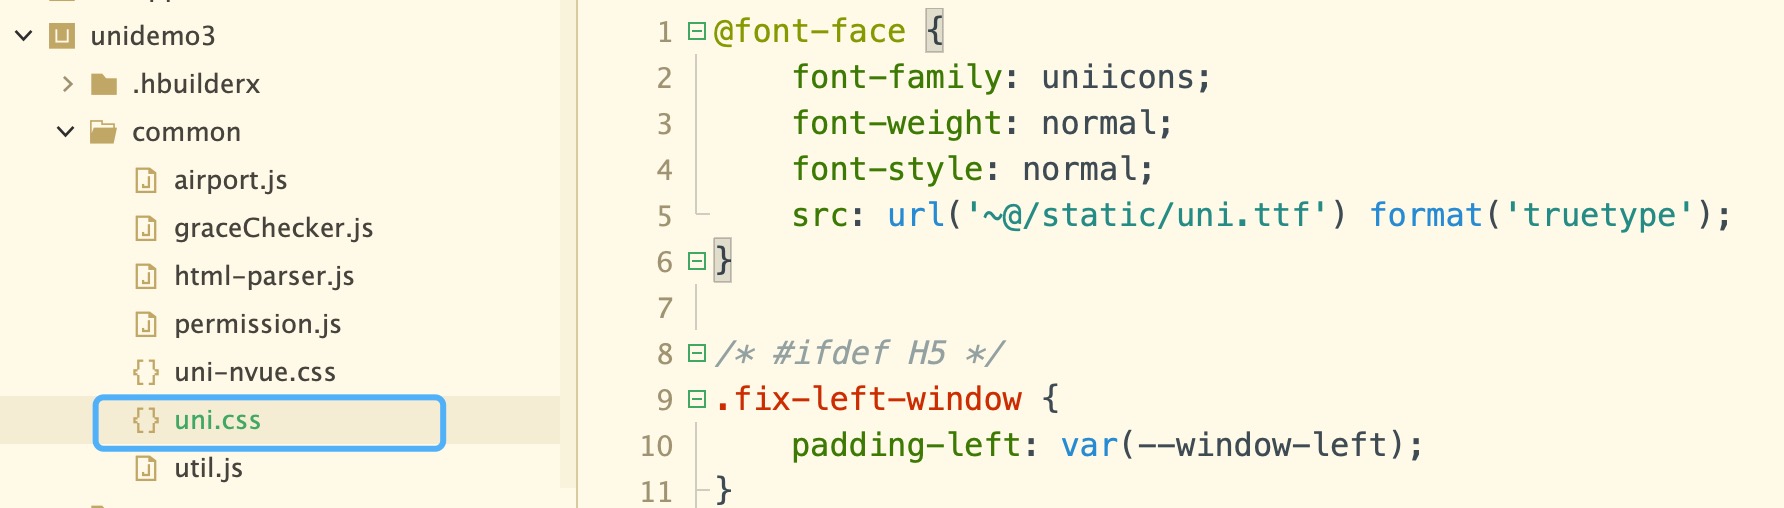 unidemo3
.hbuilderx
common
airport.js
graceChecker.js
html-parser.js
permission.js
{} uni-nvue.css
{} uni.css
util.js
1 @font-face {
2 font-family: uniicons;
3 font-weight: normal;
4 font-style: normal;
5 src: url('~@/static/uni.ttf') format('truetype');
6 }
7
8 /* #ifdef H5 */
9 .fix-left-window {
10 padding-left: var(--window-left);
11 }